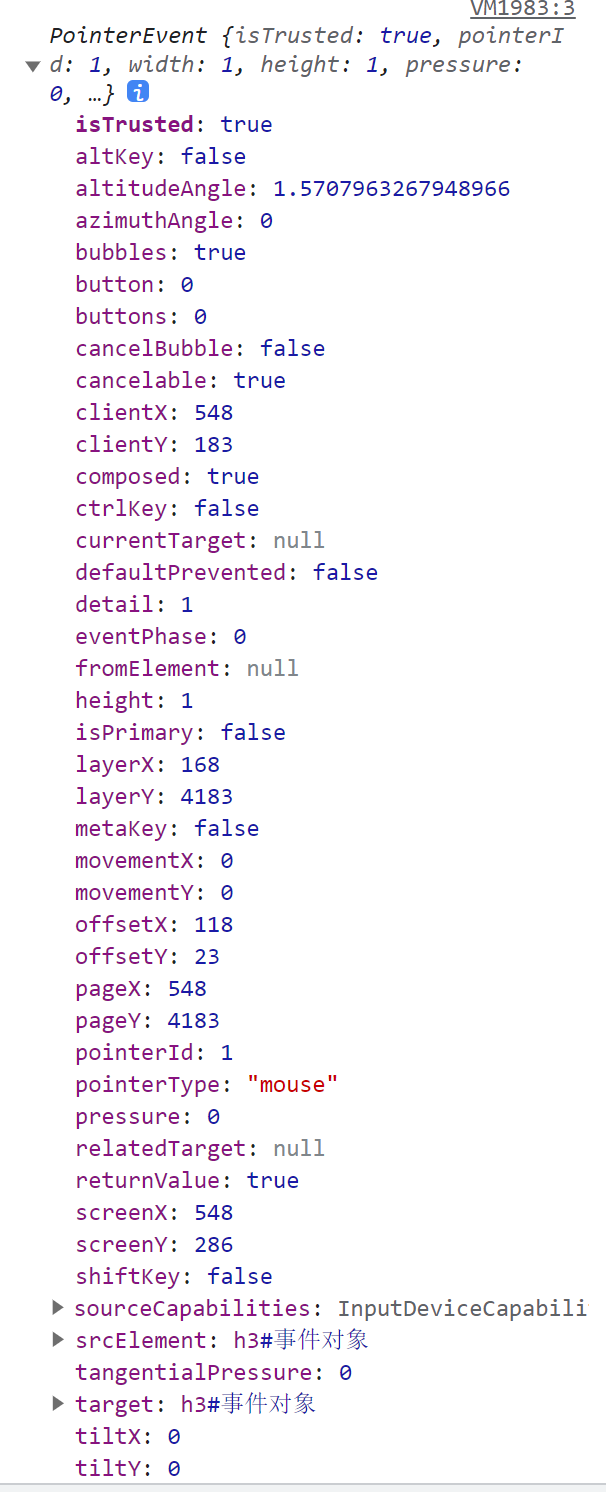 VM1983:3
PointerEvent {isTrusted: true, pointerI
d: 1, width: 1, height: 1, pressure:
0, …} i
isTrusted: true
altKey: false
altitudeAngle: 1.5707963267948966
azimuthAngle: 0
bubbles: true
button: 0
buttons: 0
cancelBubble: false
cancelable: true
clientX: 548
clientY: 183
composed: true
ctrlKey: false
currentTarget: null
defaultPrevented: false
detail: 1
eventPhase: 0
fromElement: null
height: 1
isPrimary: false
layerX: 168
layerY: 4183
metaKey: false
movementX: 0
movementY: 0
offsetX: 118
offsetY: 23
pageX: 548
pageY: 4183
pointerId: 1
pointerType: "mouse"
pressure: 0
relatedTarget: null
returnValue: true
screenX: 548
screenY: 286
shiftKey: false
sourceCapabilities: InputDeviceCapabili
srcElement: h3#事件对象
tangentialPressure: 0
target: h3#事件对象
tiltX: 0
tiltY: 0